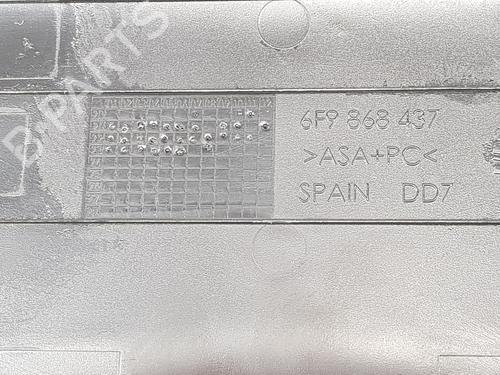 B-PARTS
6F9 868 437
>ASA+PC<
SPAIN DD7